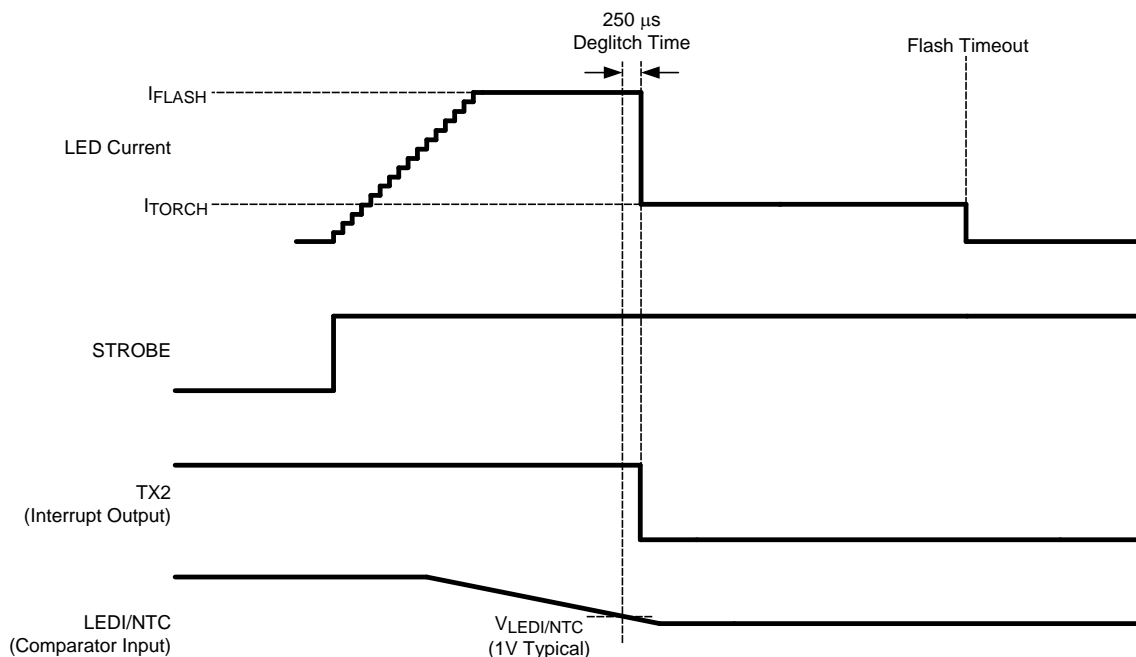 250 μs
Deglitch Time
Flash Timeout
IFLASH
LED Current
ITORCH
STROBE
TX2
(Interrupt Output)
LEDI/NTC
(Comparator Input)
VLEDI/NTC
(1V Typical)